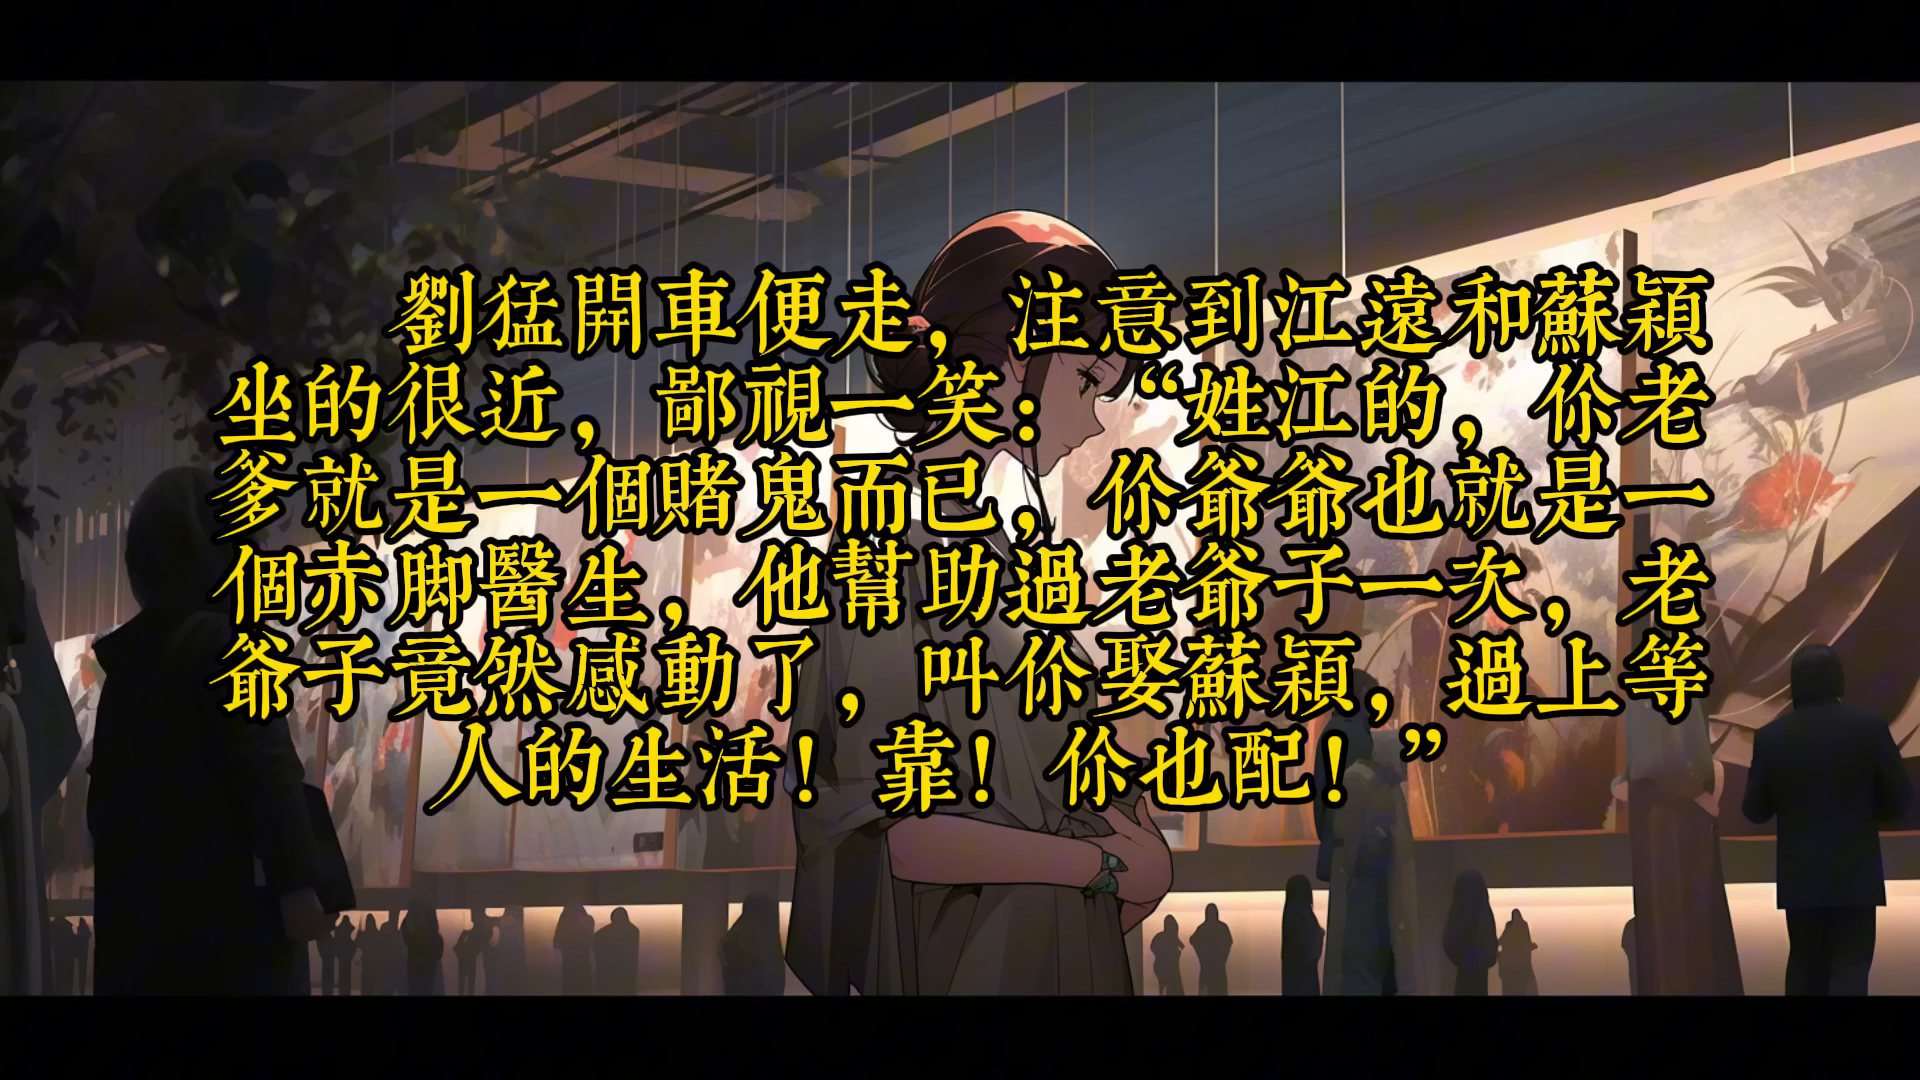 劉猛開車便走，注意到江遠和蘇穎
坐的很近，鄙視一笑：“姓江的，伱老
爹就是一個賭鬼而已，伱爺爺也就是一
個赤脚醫生，他幫助過老爺子一次，老
爺子竟然感動了，叫伱娶蘇穎，過上等
人的生活！靠！伱也配！”